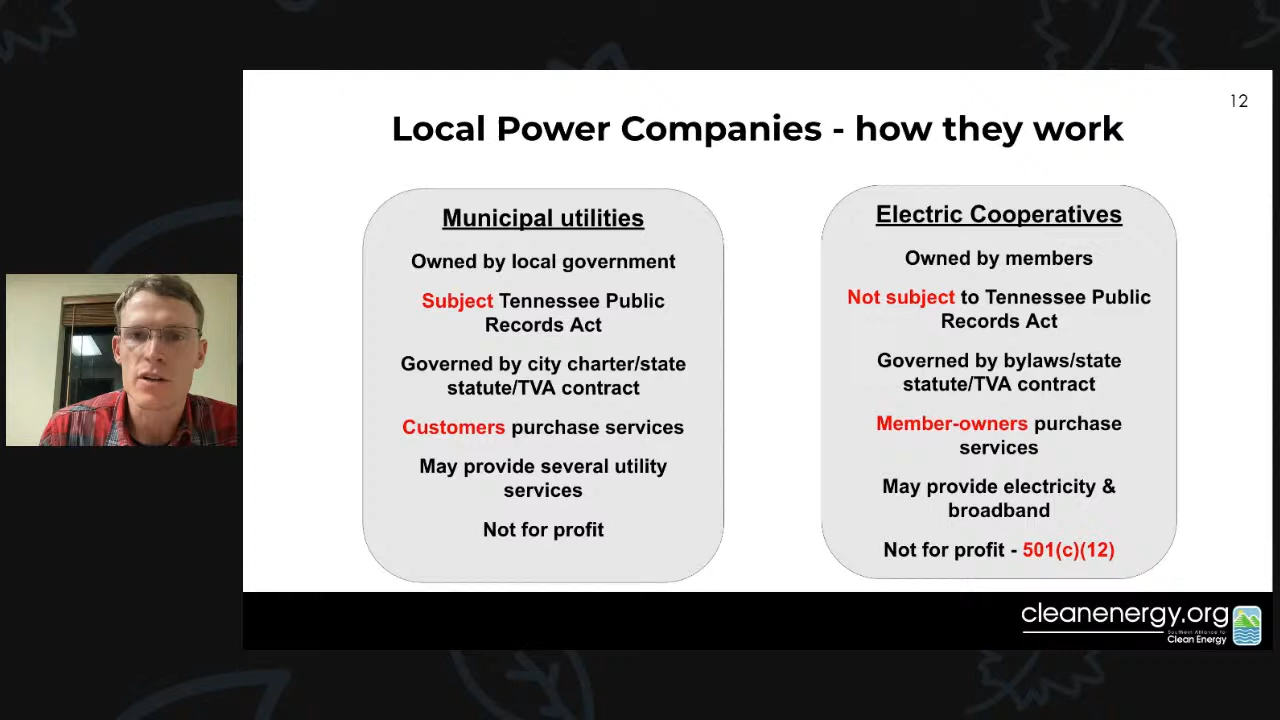 12
Local Power Companies - how they work
Municipal utilities
Owned by local government
Subject Tennessee Public
Records Act
Governed by city charter/state
statute/TVA contract
Customers purchase services
May provide several utility
services
Not for profit
Electric Cooperatives
Owned by members
Not subject to Tennessee Public
Records Act
Governed by bylaws/state
statute/TVA contract
Member-owners purchase
services
May provide electricity &
broadband
Not for profit - 501(c)(12)
cleanenergy.org
Southern Alliance for
Clean Energy